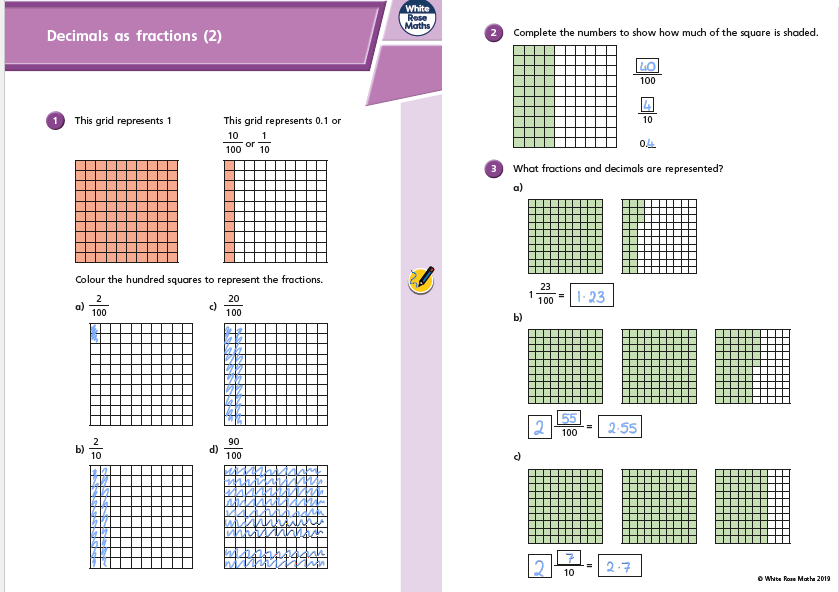 Decimals as fractions (2)
White
Rose
Maths
1 This grid represents 1
This grid represents 0.1 or
10/100 or 1/10
Colour the hundred squares to represent the fractions.
a) 2/100
c) 20/100
b) 2/10
d) 90/100
2 Complete the numbers to show how much of the square is shaded.
40/100
4/10
0.4
3 What fractions and decimals are represented?
a)
1 23/100 = 1·23
b)
2 55/100 = 2·55
c)
2 7/10 = 2·7
© White Rose Maths 2019